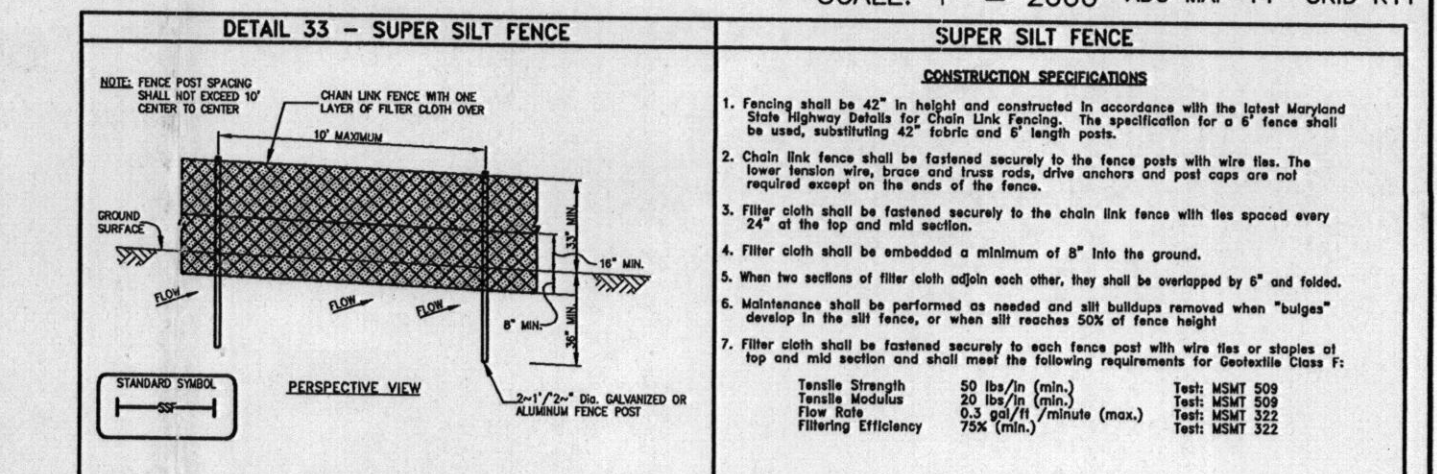 DETAIL 33 – SUPER SILT FENCE
NOTE: FENCE POST SPACING
SHALL NOT EXCEED 10'
CENTER TO CENTER
CHAIN LINK FENCE WITH ONE
LAYER OF FILTER CLOTH OVER
10' MAXIMUM
GROUND
SURFACE
33" MIN.
16" MIN.
FLOW
FLOW
FLOW
8" MIN.
36" MIN.
STANDARD SYMBOL
SSF
PERSPECTIVE VIEW
2~1'/2~" Dia. GALVANIZED OR
ALUMINUM FENCE POST
SUPER SILT FENCE
CONSTRUCTION SPECIFICATIONS
1. Fencing shall be 42" in height and constructed in accordance with the latest Maryland
State Highway Details for Chain Link Fencing. The specification for a 6' fence shall
be used, substituting 42" fabric and 6' length posts.
2. Chain link fence shall be fastened securely to the fence posts with wire ties. The
lower tension wire, brace and truss rods, drive anchors and post caps are not
required except on the ends of the fence.
3. Filter cloth shall be fastened securely to the chain link fence with ties spaced every
24" at the top and mid section.
4. Filter cloth shall be embedded a minimum of 8" into the ground.
5. When two sections of filter cloth adjoin each other, they shall be overlapped by 6" and folded.
6. Maintenance shall be performed as needed and silt buildups removed when "bulges"
develop in the silt fence, or when silt reaches 50% of fence height
7. Filter cloth shall be fastened securely to each fence post with wire ties or staples at
top and mid section and shall meet the following requirements for Geotextile Class F:
Tensile Strength 50 lbs/in (min.) Test: MSMT 509
Tensile Modulus 20 lbs/in (min.) Test: MSMT 509
Flow Rate 0.3 gal/ft /minute (max.) Test: MSMT 322
Filtering Efficiency 75% (min.) Test: MSMT 322